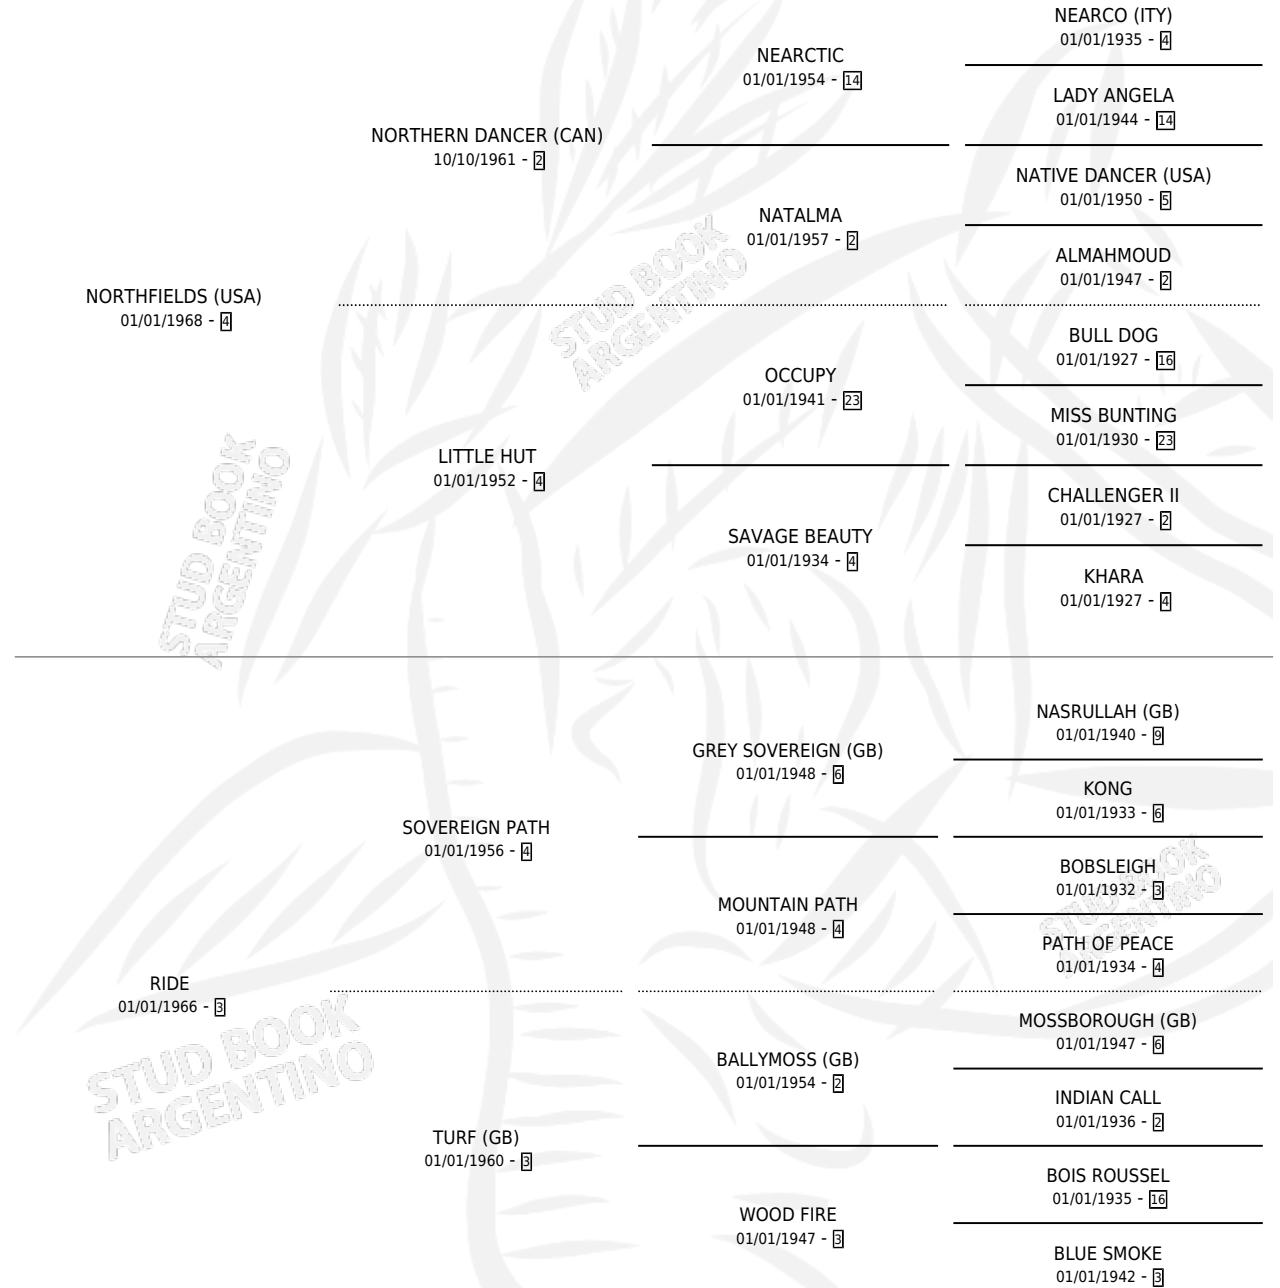 NEARCO (ITY)
01/01/1935 - 4
NEARCTIC
01/01/1954 - 14
LADY ANGELA
01/01/1944 - 14
NORTHERN DANCER (CAN)
10/10/1961 - 2
NATIVE DANCER (USA)
01/01/1950 - 5
NATALMA
01/01/1957 - 2
ALMAHMOUD
01/01/1947 - 2
NORTHFIELDS (USA)
01/01/1968 - 4
STUD BOOK
ARGENTINO
BULL DOG
01/01/1927 - 16
OCCUPY
01/01/1941 - 23
MISS BUNTING
01/01/1930 - 23
LITTLE HUT
01/01/1952 - 4
CHALLENGER II
01/01/1927 - 2
SAVAGE BEAUTY
01/01/1934 - 4
KHARA
01/01/1927 - 4
STUD BOOK
ARGENTINO
NASRULLAH (GB)
01/01/1940 - 9
GREY SOVEREIGN (GB)
01/01/1948 - 6
KONG
01/01/1933 - 6
SOVEREIGN PATH
01/01/1956 - 4
BOBSLEIGH
01/01/1932 - 3
MOUNTAIN PATH
01/01/1948 - 4
PATH OF PEACE
01/01/1934 - 4
STUD BOOK
ARGENTINO
RIDE
01/01/1966 - 3
MOSSBOROUGH (GB)
01/01/1947 - 6
BALLYMOSS (GB)
01/01/1954 - 2
INDIAN CALL
01/01/1936 - 2
STUD BOOK
ARGENTINO
TURF (GB)
01/01/1960 - 3
BOIS ROUSSEL
01/01/1935 - 16
WOOD FIRE
01/01/1947 - 3
BLUE SMOKE
01/01/1942 - 3